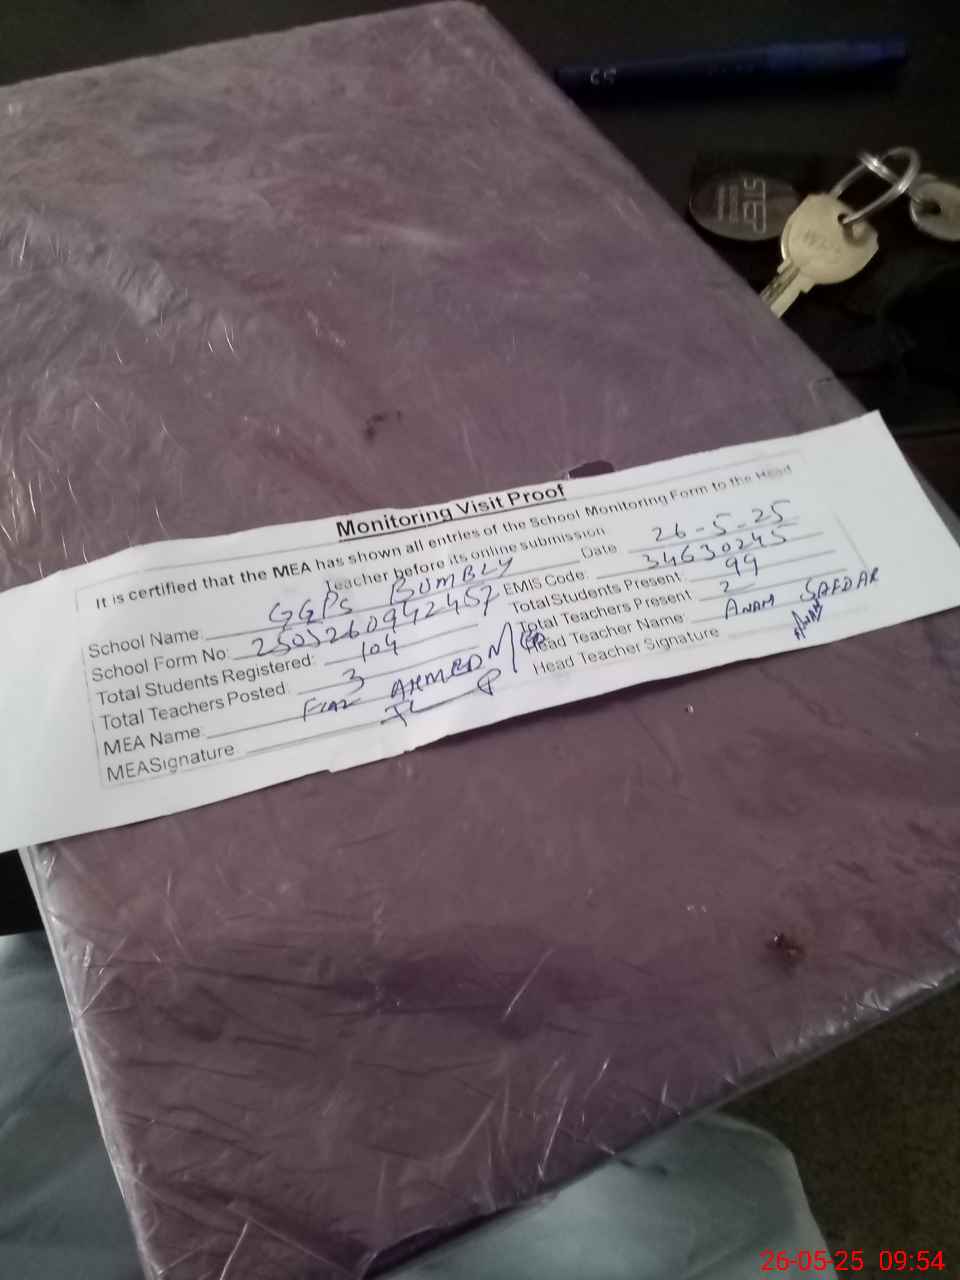 STEP
Monitoring Visit Proof
It is certified that the MEA has shown all entries of the School Monitoring Form to the Head
Teacher before its online submission
School Name: GGPS BUMBLY Date 26-5-25
School Form No: 2505260942457 EMIS Code: 34630245
Total Students Registered: 104 Total Students Present: 99
Total Teachers Posted: 3 Total Teachers Present 2
MEA Name: AHMED Head Teacher Name: ANAM SAFDAR
MEASignature Head Teacher Signature
26-05-25 09:54